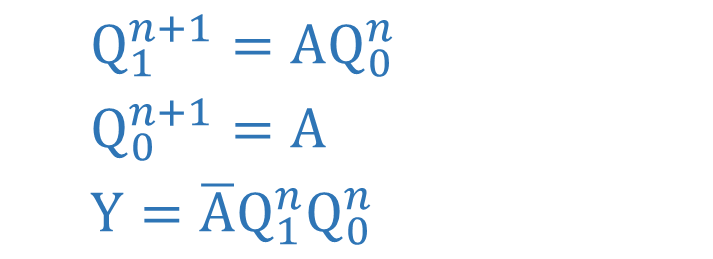 Q₁ⁿ⁺¹ = AQ₀ⁿ
Q₀ⁿ⁺¹ = A
Y = A̅Q₁ⁿQ₀ⁿ